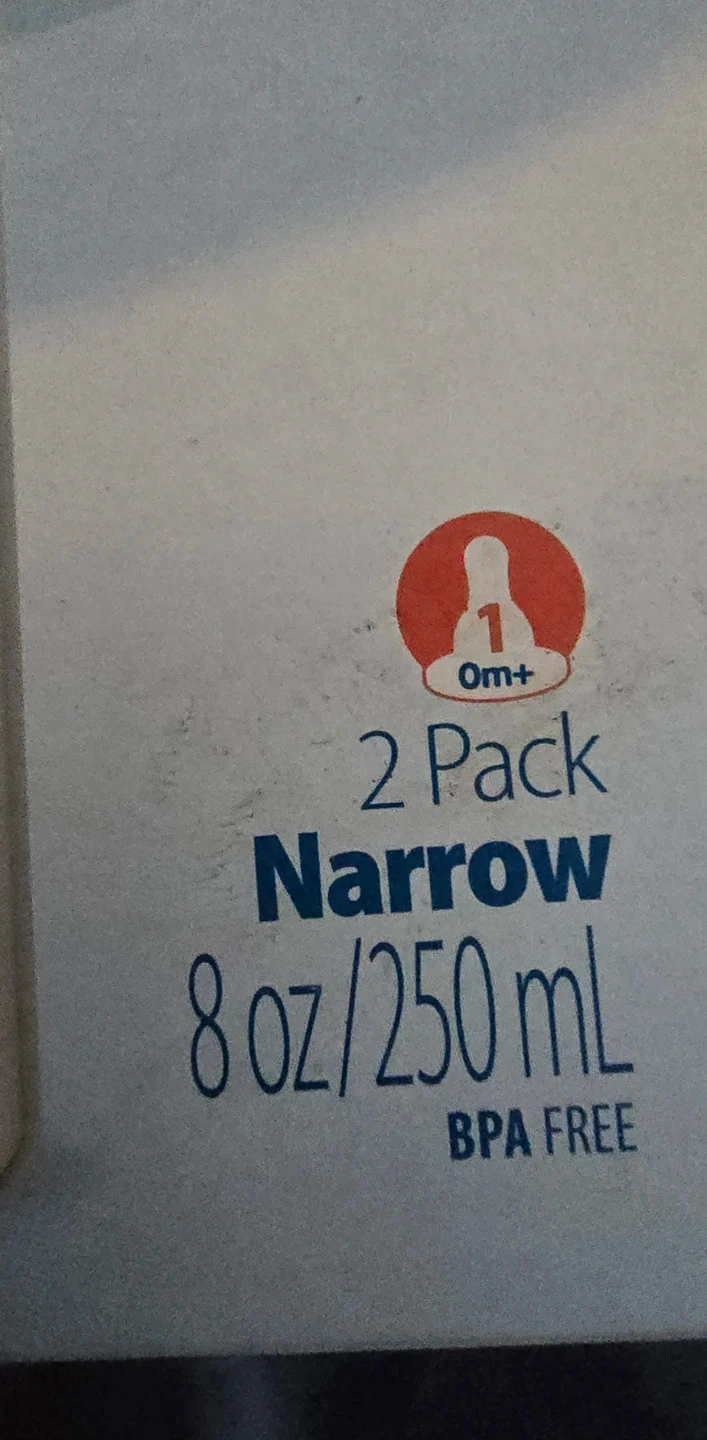 1
0m+
2 Pack
Narrow
8 oz/250 mL
BPA FREE